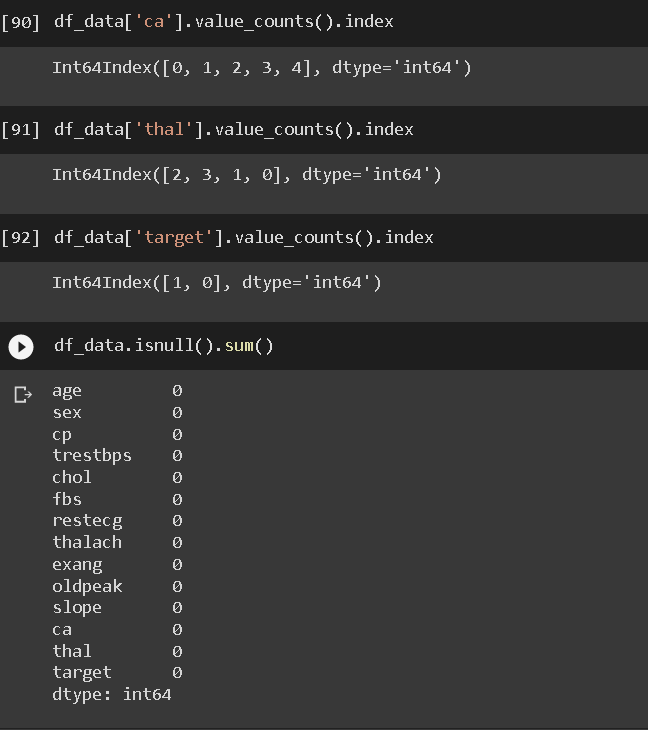 [90] df_data['ca'].value_counts().index
Int64Index([0, 1, 2, 3, 4], dtype='int64')
[91] df_data['thal'].value_counts().index
Int64Index([2, 3, 1, 0], dtype='int64')
[92] df_data['target'].value_counts().index
Int64Index([1, 0], dtype='int64')
df_data.isnull().sum()
age 0
sex 0
cp 0
trestbps 0
chol 0
fbs 0
restecg 0
thalach 0
exang 0
oldpeak 0
slope 0
ca 0
thal 0
target 0
dtype: int64